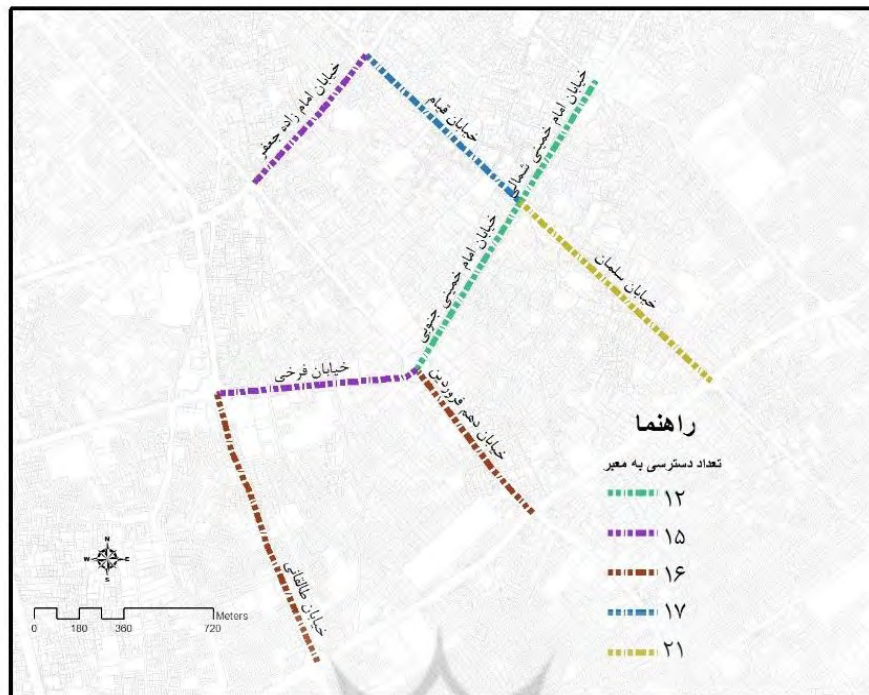 خیابان امام زاده جعفر
خیابان قیام
خیابان امام خمینی شمالی
خیابان امام خمینی جنوبی
خیابان سلمان
خیابان فرخی
خیابان دهم فروردین
خیابان طالقانی
راهنما
تعداد دسترسی به معبر
۱۲
۱۵
۱۶
۱۷
۲۱
N
W E
S
Meters
0 180 360 720